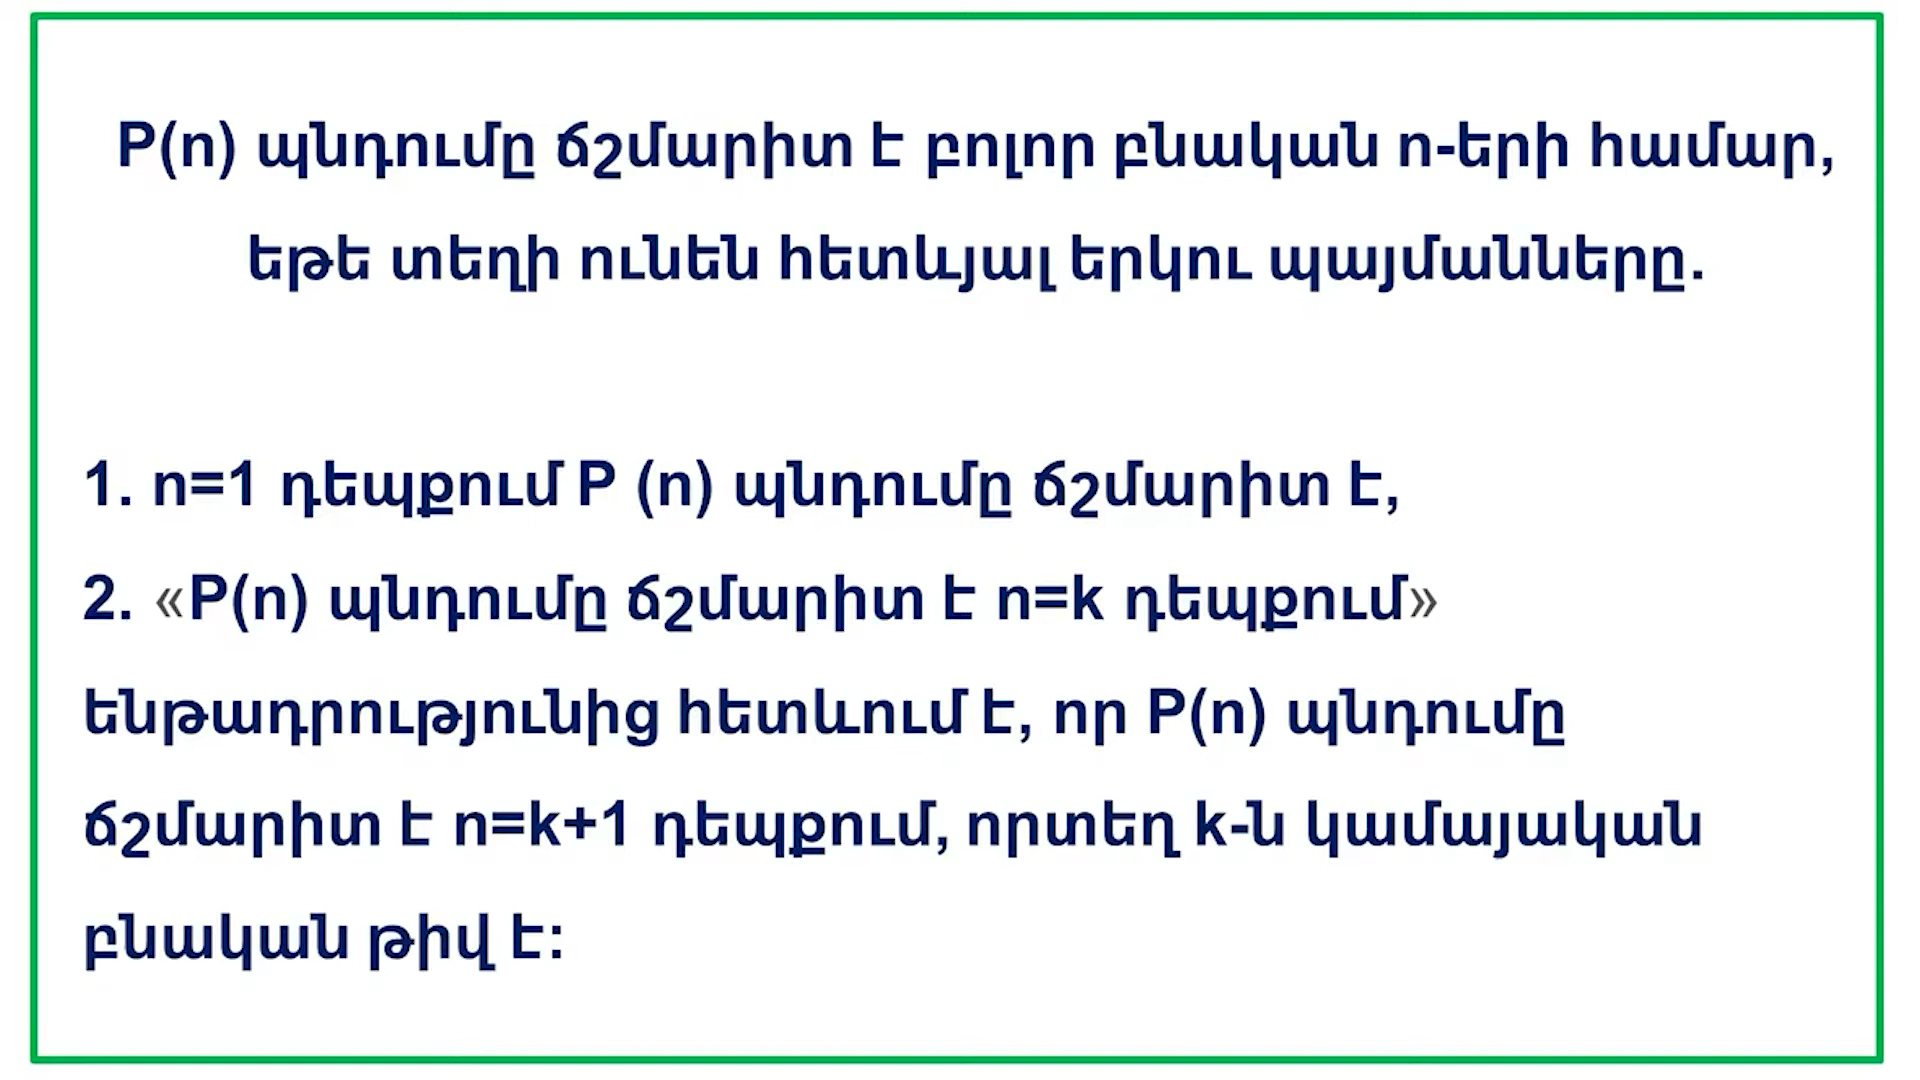 P(n) պնդումը ճշմարիտ է բոլոր բնական n-երի համար,
եթե տեղի ունեն հետևյալ երկու պայմանները.
1. n=1 դեպքում P (n) պնդումը ճշմարիտ է,
2. «P(n) պնդումը ճշմարիտ է n=k դեպքում»
ենթադրությունից հետևում է, որ P(n) պնդումը
ճշմարիտ է n=k+1 դեպքում, որտեղ k-ն կամայական
բնական թիվ է: